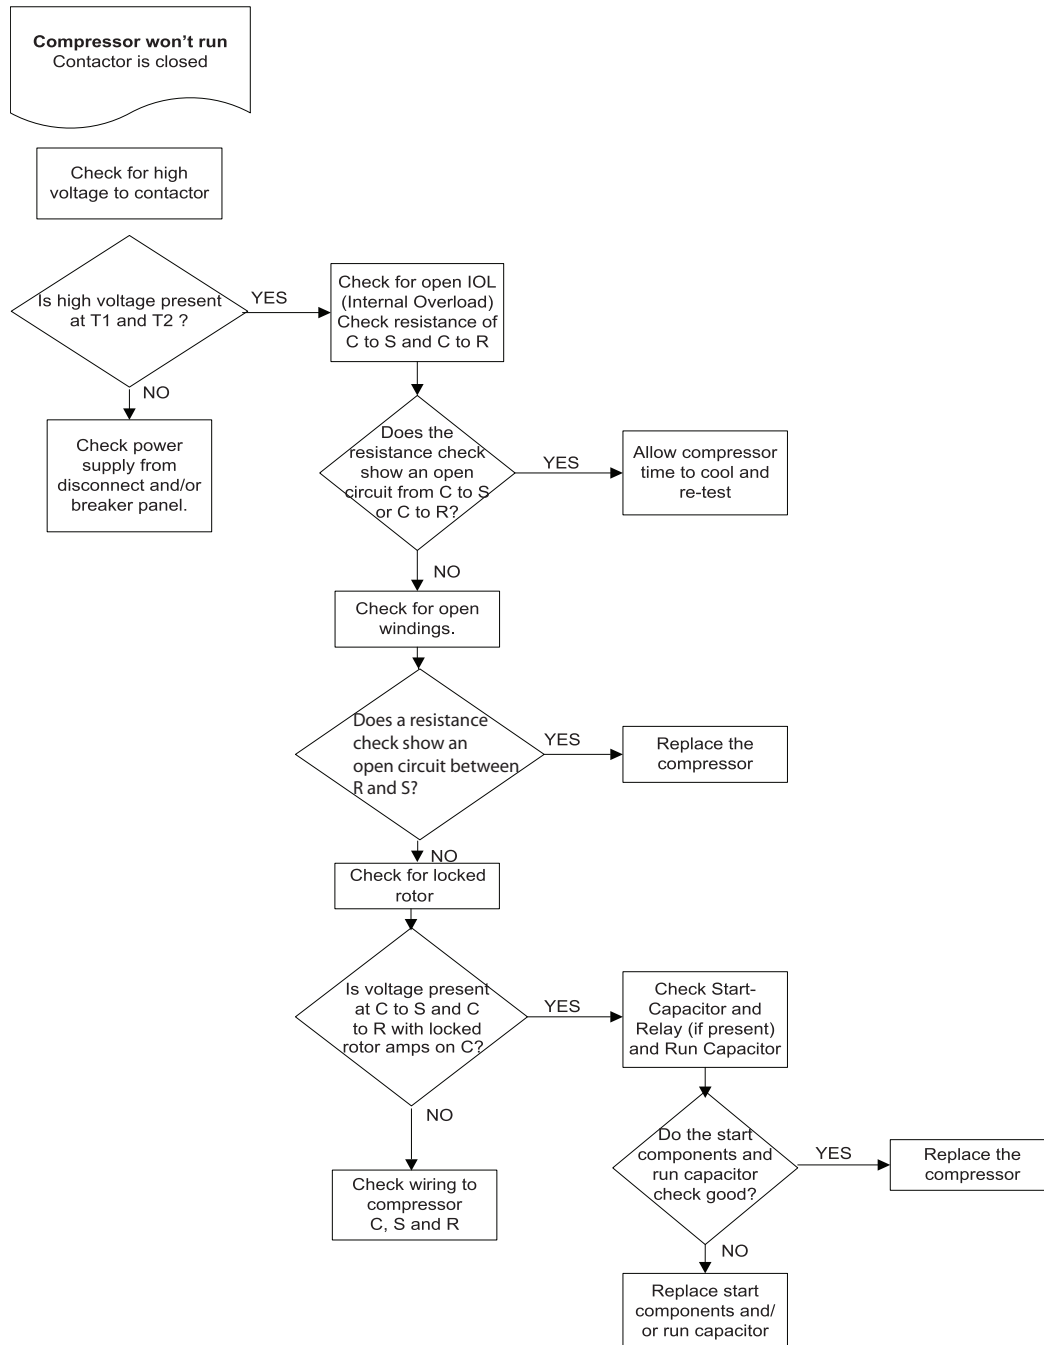 Compressor won't run
Contactor is closed
Check for high
voltage to contactor
Is high voltage present
at T1 and T2 ?
YES
NO
Check power
supply from
disconnect and/or
breaker panel.
Check for open IOL
(Internal Overload)
Check resistance of
C to S and C to R
Does the
resistance check
show an open
circuit from C to S
or C to R?
YES
Allow compressor
time to cool and
re-test
NO
Check for open
windings.
Does a resistance
check show an
open circuit between
R and S?
YES
Replace the
compressor
NO
Check for locked
rotor
Is voltage present
at C to S and C
to R with locked
rotor amps on C?
YES
NO
Check wiring to
compressor
C, S and R
Check Start-
Capacitor and
Relay (if present)
and Run Capacitor
Do the start
components and
run capacitor
check good?
YES
Replace the
compressor
NO
Replace start
components and/
or run capacitor